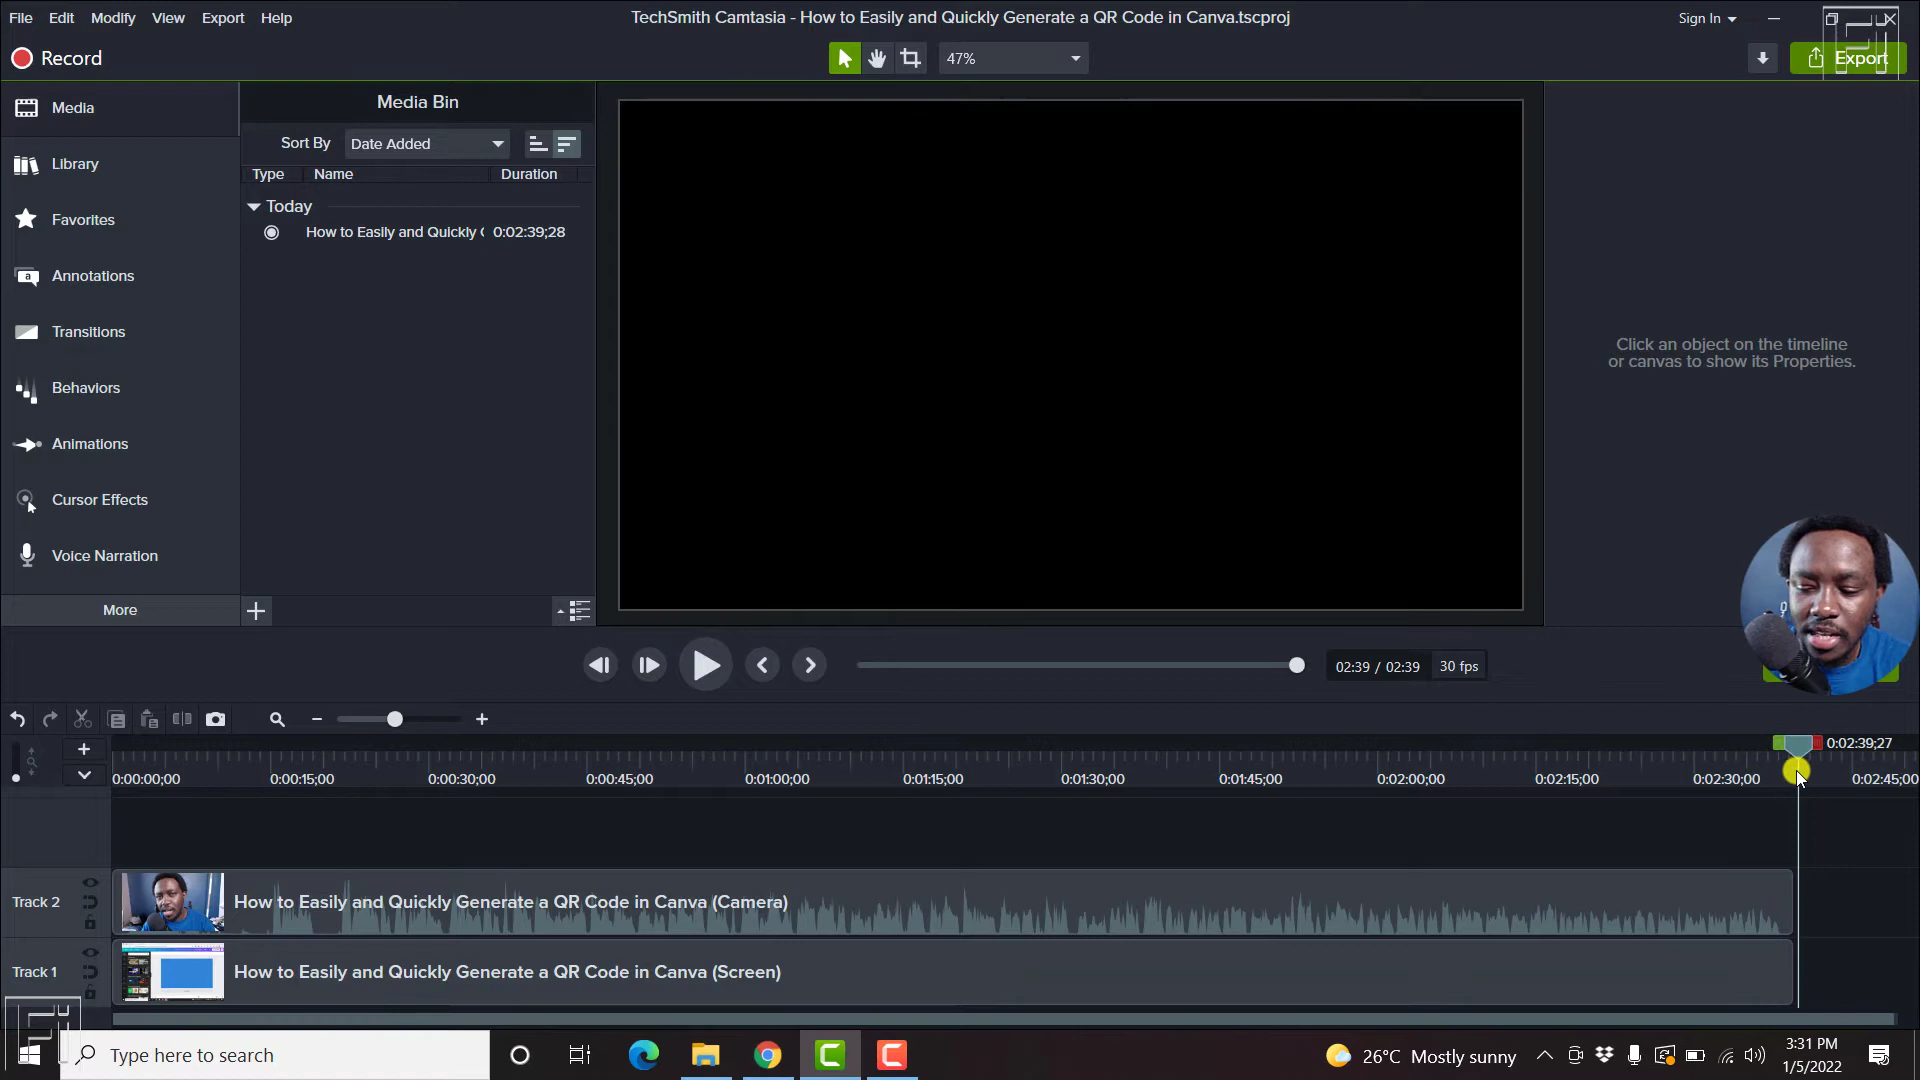 File Edit Modify View Export Help
TechSmith Camtasia - How to Easily and Quickly Generate a QR Code in Canva.tscproj
Sign In
Record
47%
Export
Media
Library
Favorites
Annotations
Transitions
Behaviors
Animations
Cursor Effects
Voice Narration
More
Media Bin
Sort By Date Added
Type Name Duration
Today
How to Easily and Quickly 0:02:39;28
Click an object on the timeline
or canvas to show its Properties.
02:39 / 02:39 30 fps
0:02:39;27
0:00:00;00 0:00:15;00 0:00:30;00 0:00:45;00 0:01:00;00 0:01:15;00 0:01:30;00 0:01:45;00 0:02:00;00 0:02:15;00 0:02:30;00 0:02:45;00
Track 2 How to Easily and Quickly Generate a QR Code in Canva (Camera)
Track 1 How to Easily and Quickly Generate a QR Code in Canva (Screen)
Type here to search
26°C Mostly sunny
3:31 PM
1/5/2022